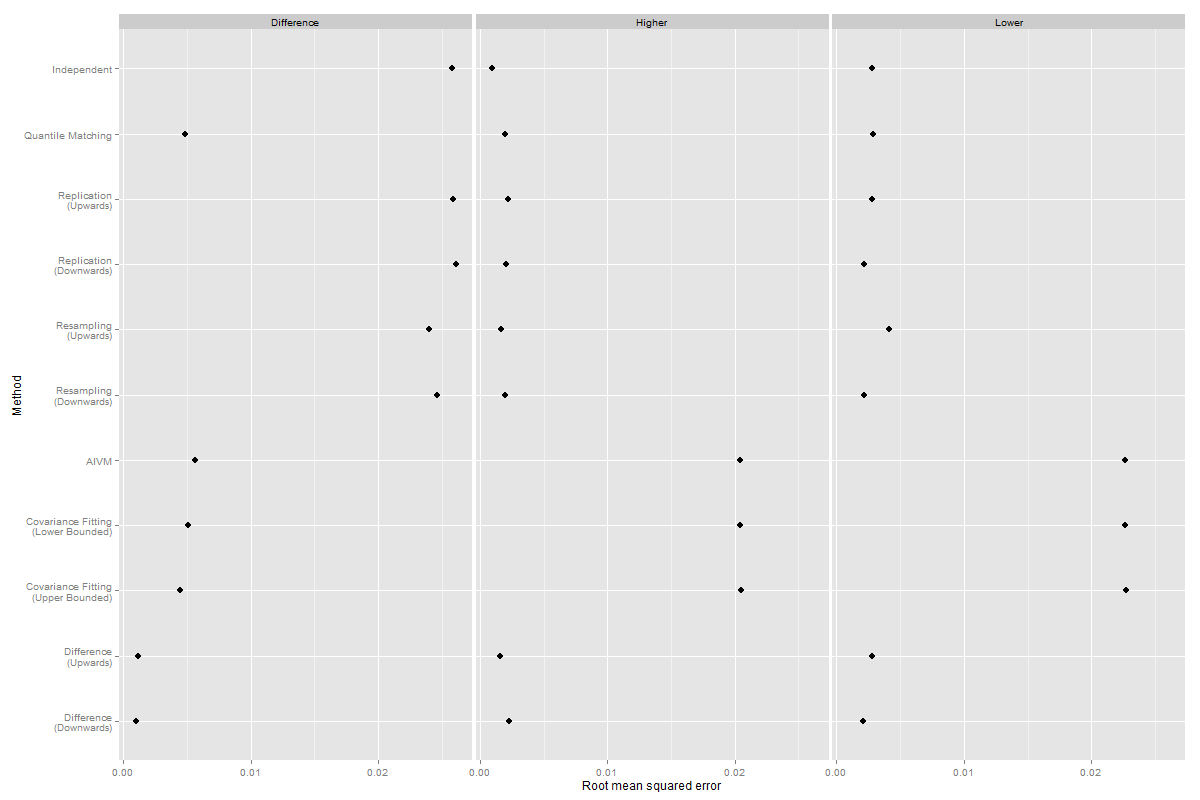 Difference Higher Lower
Independent
Quantile Matching
Replication
(Upwards)
Replication
(Downwards)
Resampling
(Upwards)
Resampling
(Downwards)
AIVM
Covariance Fitting
(Lower Bounded)
Covariance Fitting
(Upper Bounded)
Difference
(Upwards)
Difference
(Downwards)
Method
0.00 0.01 0.02 0.00 0.01 0.02 0.00 0.01 0.02
Root mean squared error